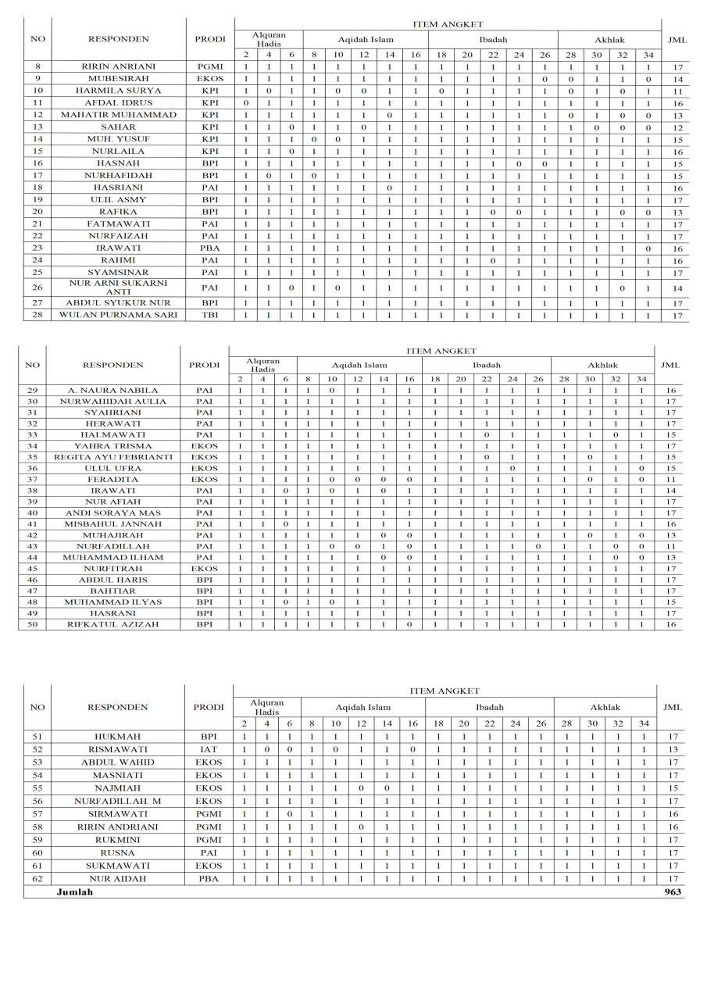 NO RESPONDEN PRODI ITEM ANGKET JML
Alquran Hadis Aqidah Islam Ibadah Akhlak
2 4 6 8 10 12 14 16 18 20 22 24 26 28 30 32 34
8 RIRIN ANRIANI PGMI 1 1 1 1 1 1 1 1 1 1 1 1 1 1 1 1 1 17
9 MUBESIRAH EKOS 1 1 1 1 1 1 1 1 1 1 1 1 0 0 1 1 0 14
10 HARMILA SURYA KPI 1 0 1 1 0 0 1 1 0 1 1 1 1 0 1 0 1 11
11 AFDAL IDRUS KPI 0 1 1 1 1 1 1 1 1 1 1 1 1 1 1 1 1 16
12 MAHATIR MUHAMMAD KPI 1 1 1 1 1 1 0 1 1 1 1 1 1 0 1 0 0 13
13 SAHAR KPI 1 1 0 1 1 0 1 1 1 1 1 1 1 1 0 0 0 12
14 MUH. YUSUF KPI 1 1 1 0 0 1 1 1 1 1 1 1 1 1 1 1 1 15
15 NURLAILA KPI 1 1 0 1 1 1 1 1 1 1 1 1 1 1 1 1 1 16
16 HASNAH BPI 1 1 1 1 1 1 1 1 1 1 1 0 0 1 1 1 1 15
17 NURHAFIDAH BPI 1 0 1 0 1 1 1 1 1 1 1 1 1 1 1 1 1 15
18 HASRIANI PAI 1 1 1 1 1 1 0 1 1 1 1 1 1 1 1 1 1 16
19 ULIL ASMY BPI 1 1 1 1 1 1 1 1 1 1 1 1 1 1 1 1 1 17
20 RAFIKA BPI 1 1 1 1 1 1 1 1 1 1 0 0 1 1 1 0 0 13
21 FATMAWATI PAI 1 1 1 1 1 1 1 1 1 1 1 1 1 1 1 1 1 17
22 NURFAIZAH PAI 1 1 1 1 1 1 1 1 1 1 1 1 1 1 1 1 1 17
23 IRAWATI PBA 1 1 1 1 1 1 1 1 1 1 1 1 1 1 1 1 0 16
24 RAHMI PAI 1 1 1 1 1 1 1 1 1 1 0 1 1 1 1 1 1 16
25 SYAMSINAR PAI 1 1 1 1 1 1 1 1 1 1 1 1 1 1 1 1 1 17
26 NUR ARNI SUKARNI ANTI PAI 1 1 0 1 0 1 1 1 1 1 1 1 1 1 1 0 1 14
27 ABDUL SYUKUR NUR BPI 1 1 1 1 1 1 1 1 1 1 1 1 1 1 1 1 1 17
28 WULAN PURNAMA SARI TBI 1 1 1 1 1 1 1 1 1 1 1 1 1 1 1 1 1 17
NO RESPONDEN PRODI ITEM ANGKET JML
Alquran Hadis Aqidah Islam Ibadah Akhlak
2 4 6 8 10 12 14 16 18 20 22 24 26 28 30 32 34
29 A. NAURA NABILA PAI 1 1 1 1 0 1 1 1 1 1 1 1 1 1 1 1 1 16
30 NURWAHIDAH AULIA PAI 1 1 1 1 1 1 1 1 1 1 1 1 1 1 1 1 1 17
31 SYAHRIANI PAI 1 1 1 1 1 1 1 1 1 1 1 1 1 1 1 1 1 17
32 HERAWATI PAI 1 1 1 1 1 1 1 1 1 1 1 1 1 1 1 1 1 17
33 HALMAWATI PAI 1 1 1 1 1 1 1 1 1 1 0 1 1 1 1 0 1 15
34 YAHRA TRISMA EKOS 1 1 1 1 1 1 1 1 1 1 1 1 1 1 1 1 1 17
35 REGITA AYU FEBRIANTI EKOS 1 1 1 1 1 1 1 1 1 1 0 1 1 1 0 1 1 15
36 ULUL UFRA EKOS 1 1 1 1 1 1 1 1 1 1 1 0 1 1 1 1 0 15
37 FERADITA EKOS 1 1 1 1 0 0 0 0 1 1 1 1 1 1 0 1 0 11
38 IRAWATI PAI 1 1 0 1 0 1 0 1 1 1 1 1 1 1 1 1 1 14
39 NUR AFIAH PAI 1 1 1 1 1 1 1 1 1 1 1 1 1 1 1 1 1 17
40 ANDI SORAYA MAS PAI 1 1 1 1 1 1 1 1 1 1 1 1 1 1 1 1 1 17
41 MISBAHUL JANNAH PAI 1 1 0 1 1 1 1 1 1 1 1 1 1 1 1 1 1 16
42 MUHAJIRAH PAI 1 1 1 1 1 1 0 0 1 1 1 1 1 1 0 1 0 13
43 NURFADILLAH PAI 1 1 1 1 0 0 1 0 1 1 1 1 0 1 1 0 0 11
44 MUHAMMAD ILHAM PAI 1 1 1 1 1 1 0 0 1 1 1 1 1 1 1 0 0 13
45 NURFITRAH EKOS 1 1 1 1 1 1 1 1 1 1 1 1 1 1 1 1 1 17
46 ABDUL HARIS BPI 1 1 1 1 1 1 1 1 1 1 1 1 1 1 1 1 1 17
47 BAHTIAR BPI 1 1 1 1 1 1 1 1 1 1 1 1 1 1 1 1 1 17
48 MUHAMMAD ILYAS BPI 1 1 0 1 0 1 1 1 1 1 1 1 1 1 1 1 1 15
49 HASRANI BPI 1 1 1 1 1 1 1 1 1 1 1 1 1 1 1 1 1 17
50 RIFKATUL AZIZAH BPI 1 1 1 1 1 1 1 0 1 1 1 1 1 1 1 1 1 16
NO RESPONDEN PRODI ITEM ANGKET JML
Alquran Hadis Aqidah Islam Ibadah Akhlak
2 4 6 8 10 12 14 16 18 20 22 24 26 28 30 32 34
51 HUKMAH BPI 1 1 1 1 1 1 1 1 1 1 1 1 1 1 1 1 1 17
52 RISMAWATI IAT 1 0 0 1 0 1 1 0 1 1 1 1 1 1 1 1 1 13
53 ABDUL WAHID EKOS 1 1 1 1 1 1 1 1 1 1 1 1 1 1 1 1 1 17
54 MASNIATI EKOS 1 1 1 1 1 1 1 1 1 1 1 1 1 1 1 1 1 17
55 NAJMIAH EKOS 1 1 1 1 1 0 0 1 1 1 1 1 1 1 1 1 1 15
56 NURFADILLAH. M EKOS 1 1 1 1 1 1 1 1 1 1 1 1 1 1 1 1 1 17
57 SIRMAWATI PGMI 1 1 0 1 1 1 1 1 1 1 1 1 1 1 1 1 1 16
58 RIRIN ANDRIANI PGMI 1 1 1 1 1 0 1 1 1 1 1 1 1 1 1 1 1 16
59 RUKMINI PGMI 1 1 1 1 1 1 1 1 1 1 1 1 1 1 1 1 1 17
60 RUSNA PAI 1 1 1 1 1 1 1 1 1 1 1 1 1 1 1 1 1 17
61 SUKMAWATI EKOS 1 1 1 1 1 1 1 1 1 1 1 1 1 1 1 1 1 17
62 NUR AIDAH PBA 1 1 1 1 1 1 1 1 1 1 1 1 1 1 1 1 1 17
Jumlah 963